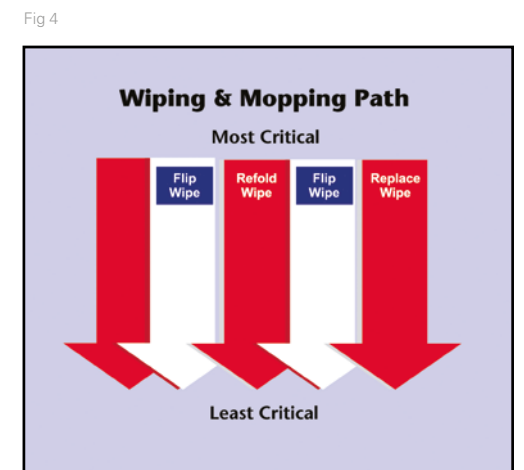 Fig 4
Wiping & Mopping Path
Most Critical
Flip
Wipe
Refold
Wipe
Flip
Wipe
Replace
Wipe
Least Critical